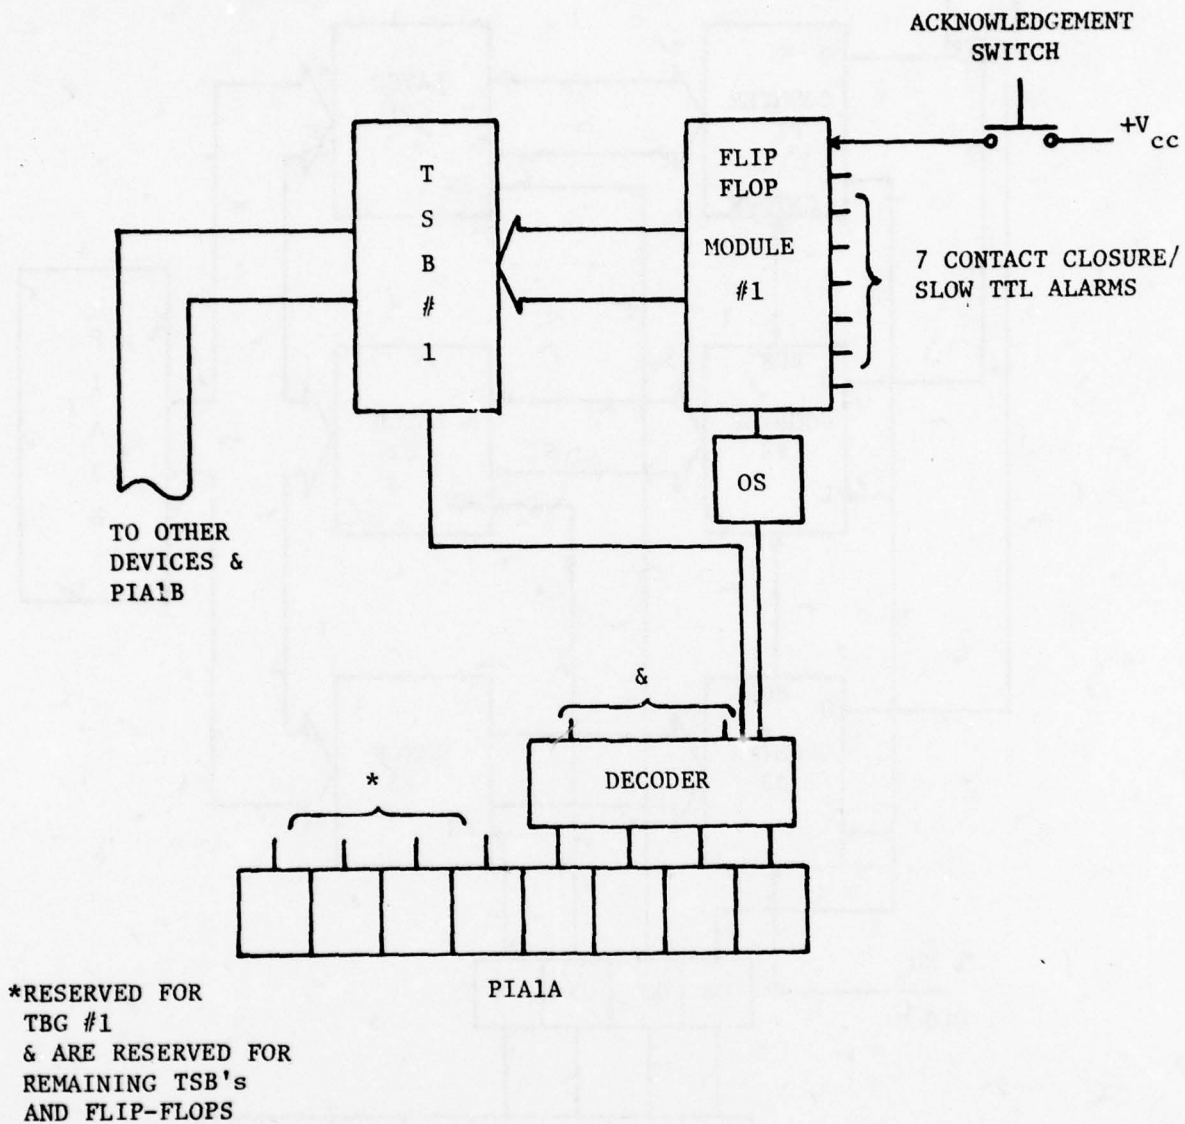 ACKNOWLEDGEMENT
SWITCH
+Vcc
T
S
B
#
1
FLIP
FLOP
MODULE
#1
7 CONTACT CLOSURE/
SLOW TTL ALARMS
OS
TO OTHER
DEVICES &
PIA1B
&
DECODER
*
PIA1A
*RESERVED FOR
TBG #1
& ARE RESERVED FOR
REMAINING TSB's
AND FLIP-FLOPS